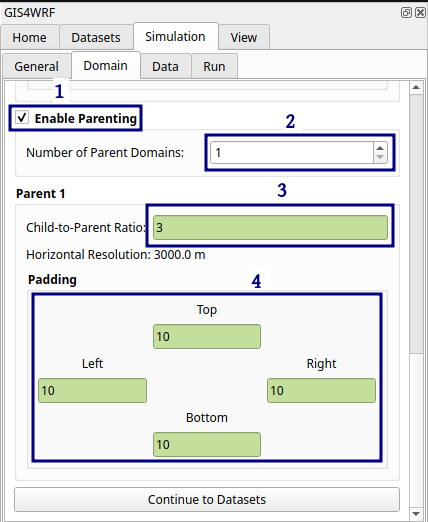 GIS4WRF
Home Datasets Simulation View
General Domain Data Run
1
Enable Parenting
2
Number of Parent Domains: 1
3
Parent 1
Child-to-Parent Ratio: 3
Horizontal Resolution: 3000.0 m
4
Padding
Top
10
Left Right
10 10
Bottom
10
Continue to Datasets